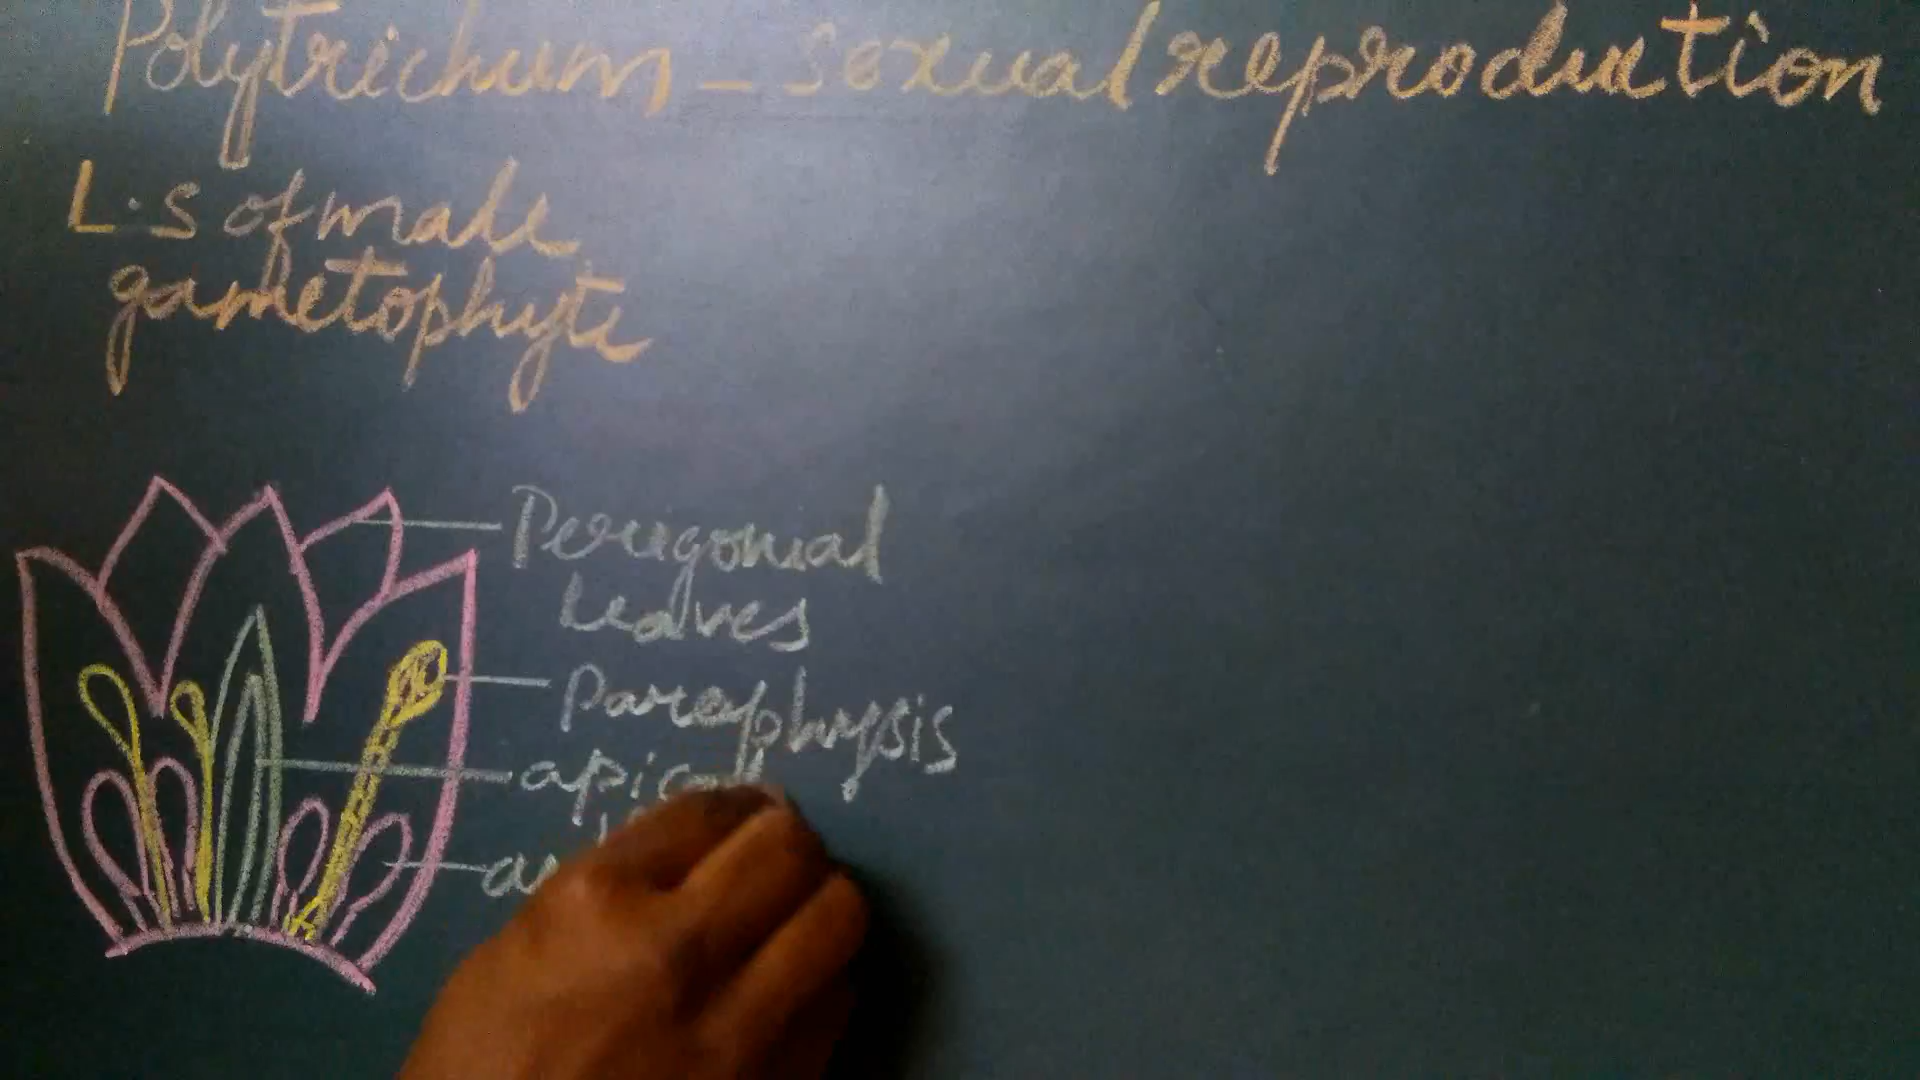 Polytrichum - sexual reproduction
L.S of male
gametophyte
Perigonial
leaves
Paraphysis
apical